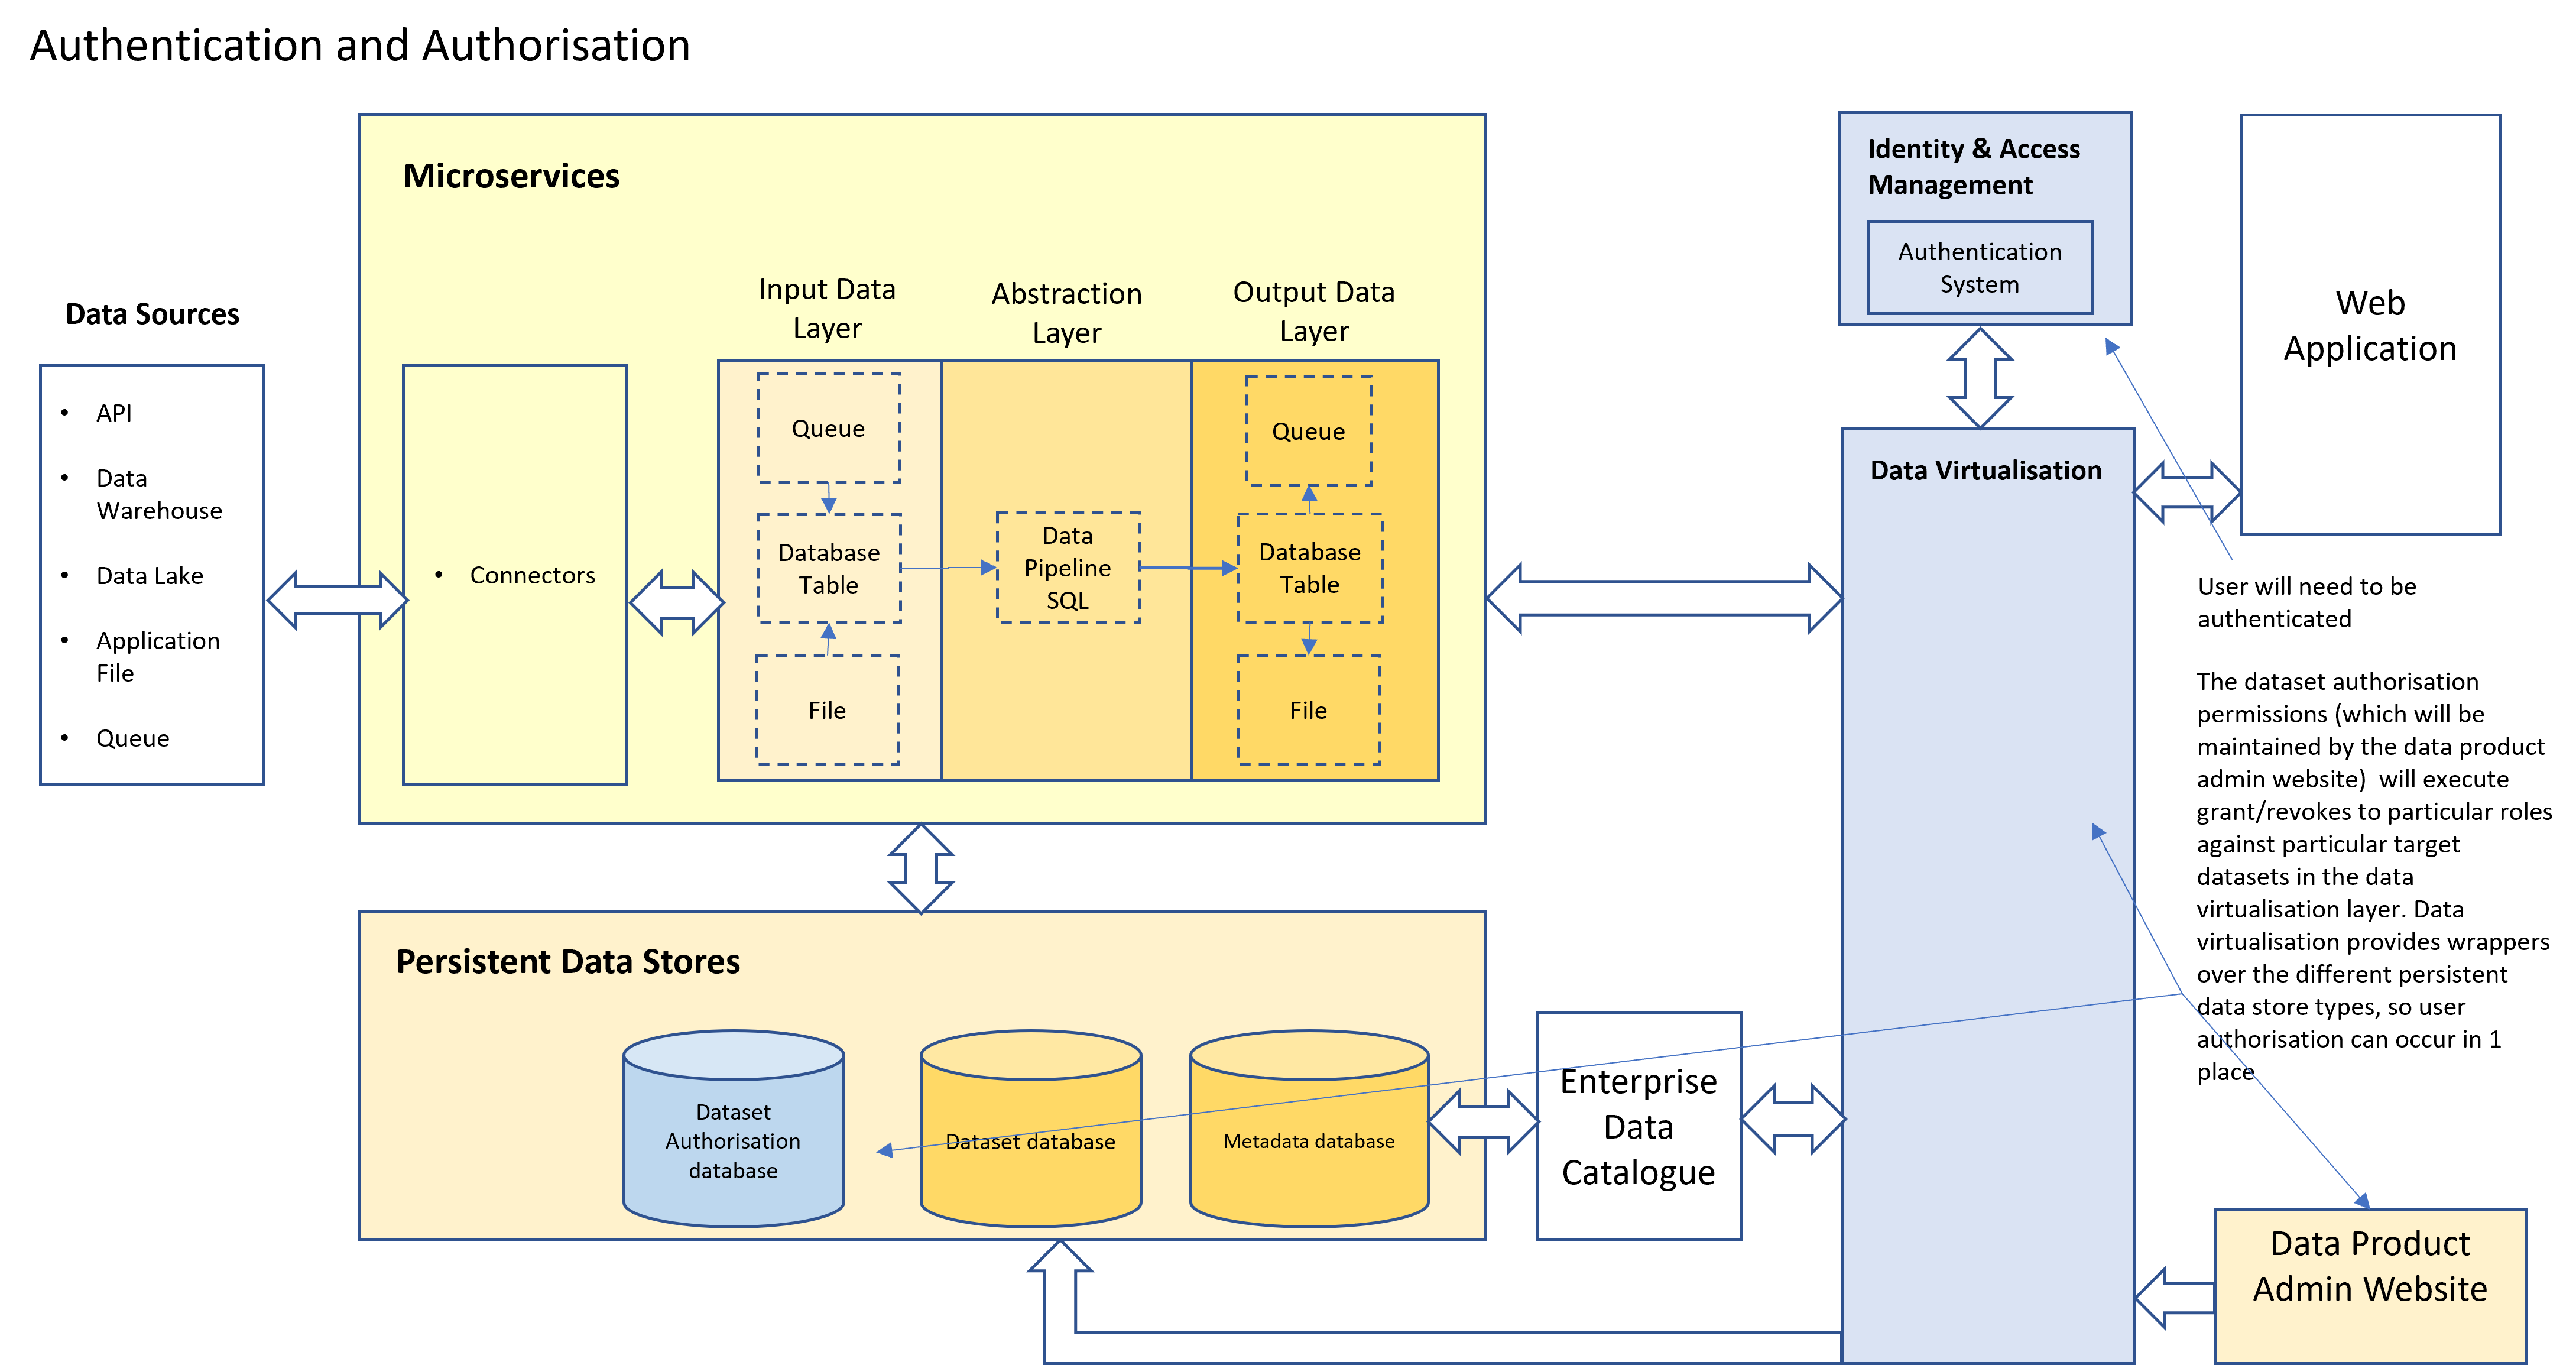 Authentication and Authorisation
Microservices
Identity & Access
Management
Authentication
System
Web
Application
Data Sources
Input Data
Layer
Abstraction
Layer
Output Data
Layer
• API
• Data
Warehouse
• Data Lake
• Application
File
• Queue
• Connectors
Queue
Database
Table
File
Data
Pipeline
SQL
Queue
Database
Table
File
Data Virtualisation
User will need to be
authenticated
The dataset authorisation
permissions (which will be
maintained by the data product
admin website)  will execute
grant/revokes to particular roles
against particular target
datasets in the data
virtualisation layer. Data
virtualisation provides wrappers
over the different persistent
data store types, so user
authorisation can occur in 1
place
Persistent Data Stores
Dataset
Authorisation
database
Dataset database
Metadata database
Enterprise
Data
Catalogue
Data Product
Admin Website